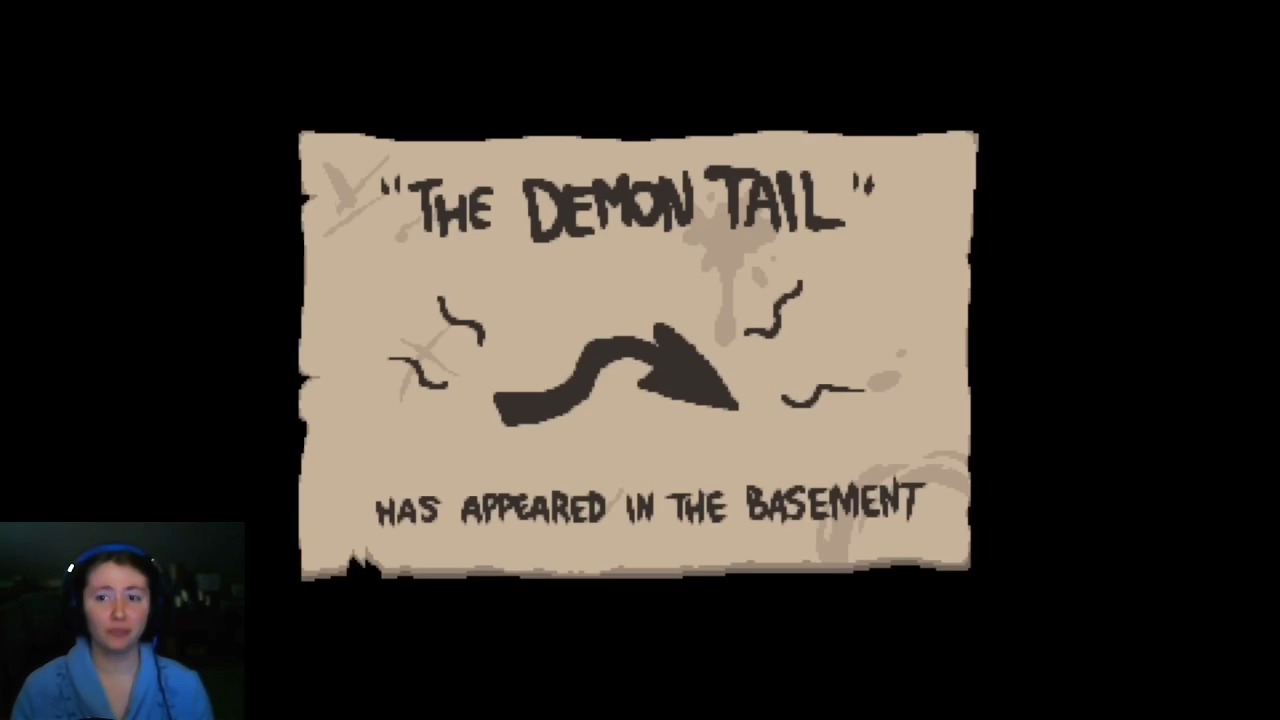 "THE DEMON TAIL"
HAS APPEARED IN THE BASEMENT